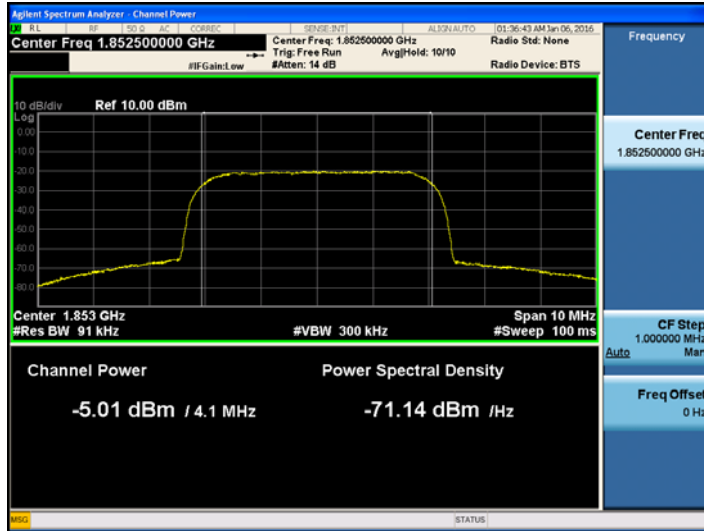 Agilent Spectrum Analyzer - Channel Power
RL RF 50 Ω AC CORREC SENSE:INT ALIGN AUTO 01:36:43 AM Jan 06, 2016
Center Freq 1.852500000 GHz
Center Freq: 1.852500000 GHz
Radio Std: None
Trig: Free Run Avg|Hold: 10/10
#IFGain:Low
#Atten: 14 dB
Radio Device: BTS
Frequency
10 dB/div Ref 10.00 dBm
Log
0.00
-10.0
-20.0
-30.0
-40.0
-50.0
-60.0
-70.0
-80.0
Center Freq
1.852500000 GHz
Center 1.853 GHz Span 10 MHz
#Res BW 91 kHz #VBW 300 kHz #Sweep 100 ms
CF Step
1.000000 MHz
Auto Man
Channel Power
Power Spectral Density
-5.01 dBm / 4.1 MHz
-71.14 dBm /Hz
Freq Offset
0 Hz
MSG STATUS